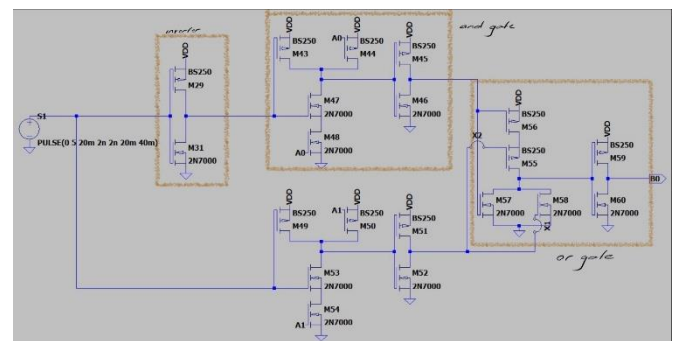 inverter
and gate
VDD
BS250
M29
M31
2N7000
S1
PULSE(0 5 20m 2n 2n 20m 40m)
VDD
BS250
M43
A0
VDD
BS250
M44
VDD
BS250
M45
M47
2N7000
M48
2N7000
A0
M46
2N7000
VDD
BS250
M56
X2
BS250
M55
M57
2N7000
M58
2N7000
X1
VDD
BS250
M59
M60
2N7000
B0
or gate
VDD
BS250
M49
A1
VDD
BS250
M50
VDD
BS250
M51
M53
2N7000
M54
2N7000
A1
M52
2N7000